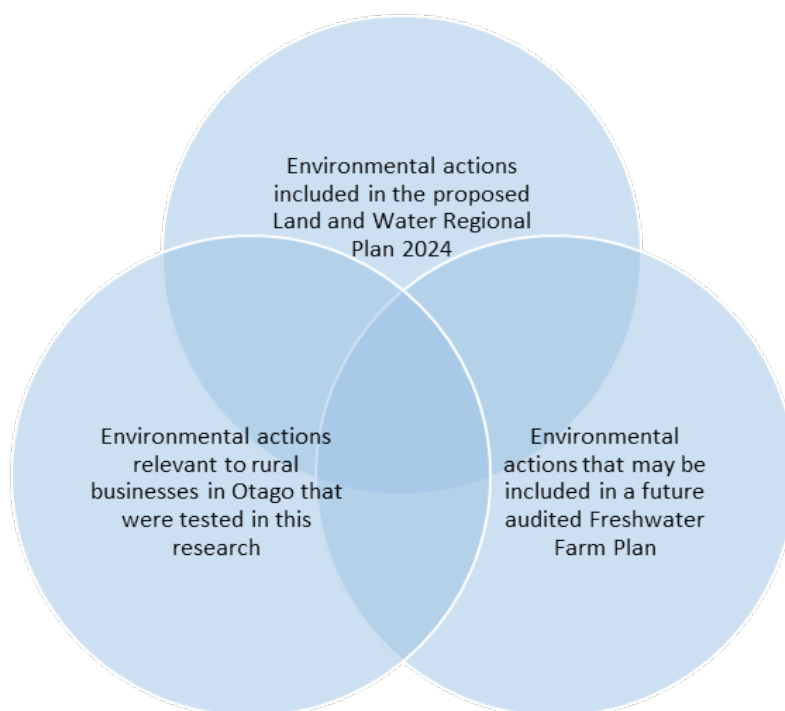 Environmental actions
included in the proposed
Land and Water Regional
Plan 2024
Environmental actions
relevant to rural
businesses in Otago that
were tested in this
research
Environmental
actions that may be
included in a future
audited Freshwater
Farm Plan